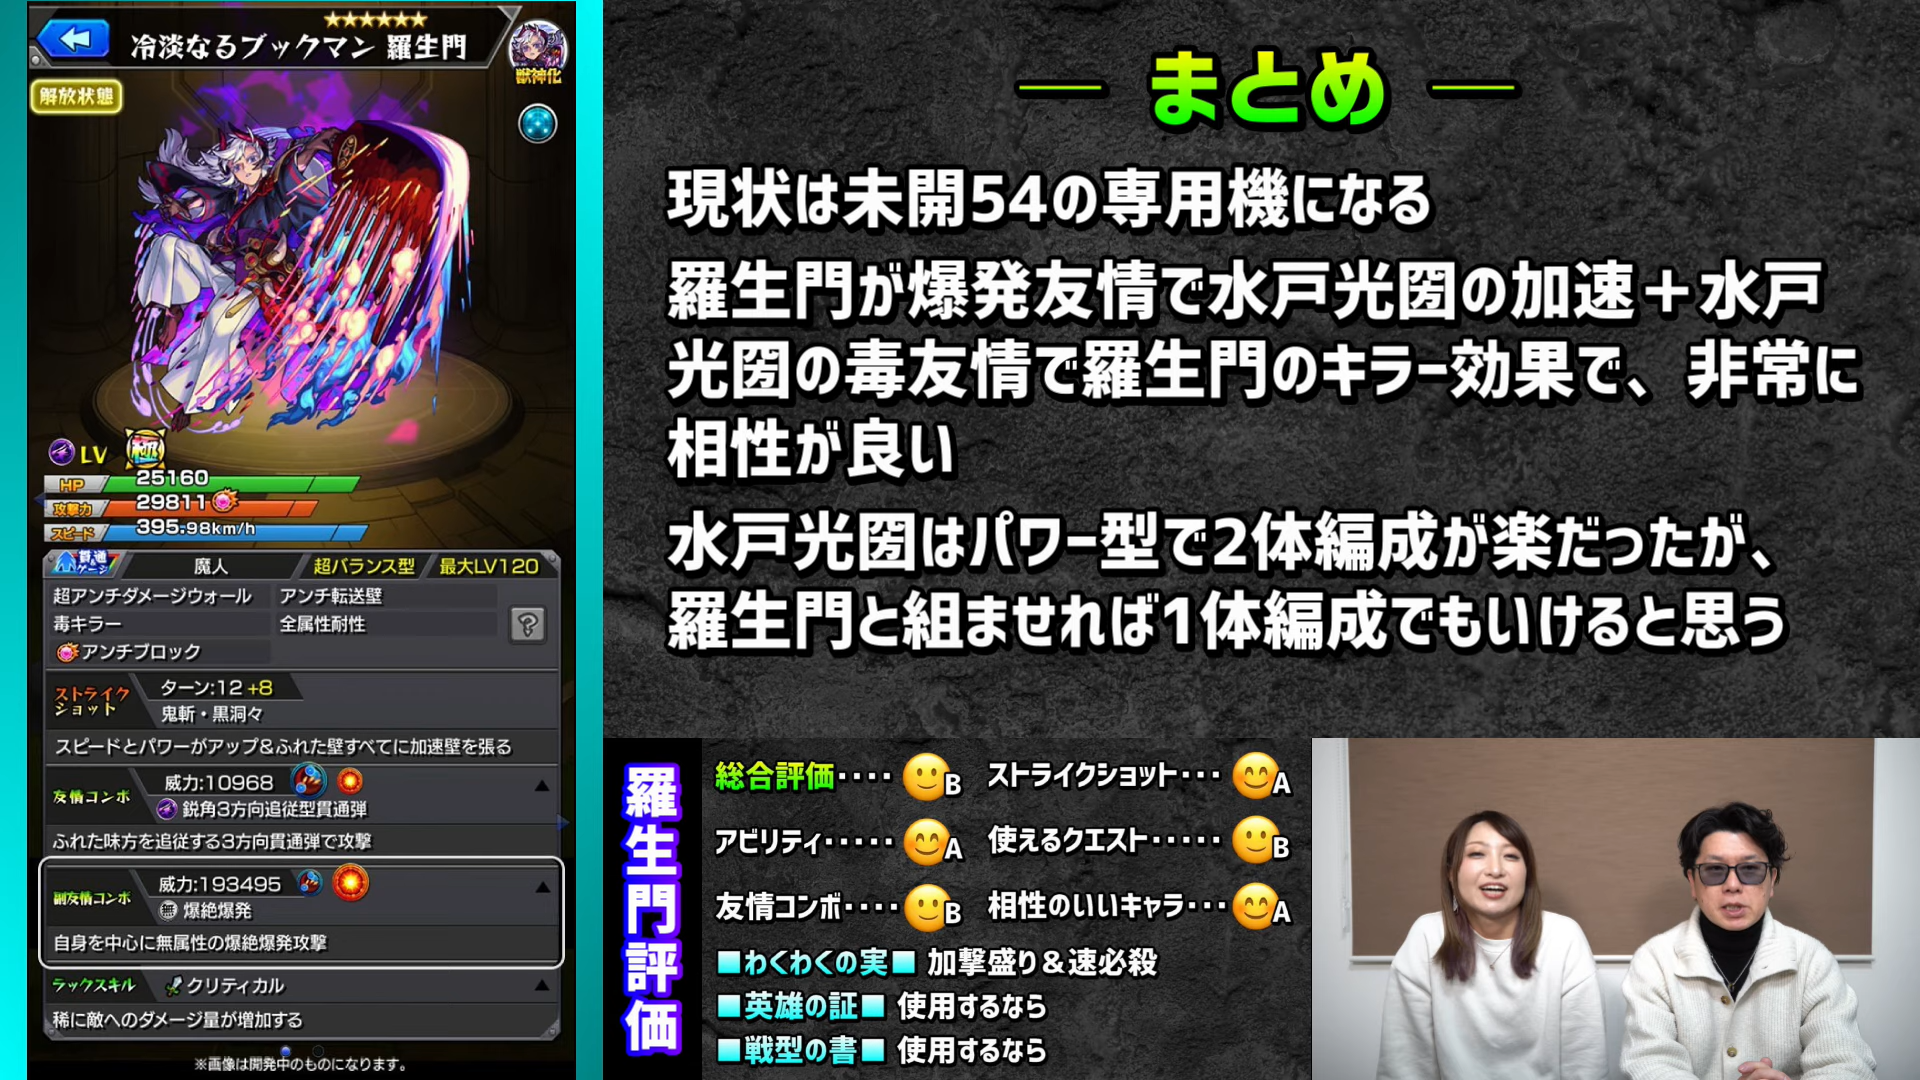 ★★★★★★
冷淡なるブックマン 羅生門
獣神化
解放状態
LV 極
HP 25160
攻撃力 29811
スピード 395.98km/h
貫通 ゲージ 魔人 超バランス型 最大LV120
超アンチダメージウォール アンチ転送壁
毒キラー 全属性耐性
?
アンチブロック
ストライクショット ターン:12 +8
鬼斬・黒洞々
スピードとパワーがアップ&ふれた壁すべてに加速壁を張る
友情コンボ 威力:10968
鋭角3方向追従型貫通弾
ふれた味方を追従する3方向貫通弾で攻撃
副友情コンボ 威力:193495
無 爆絶爆発
自身を中心に無属性の爆絶爆発攻撃
ラックスキル クリティカル
稀に敵へのダメージ量が増加する
※画像は開発中のものになります。
― まとめ ―
現状は未開54の専用機になる
羅生門が爆発友情で水戸光圀の加速＋水戸
光圀の毒友情で羅生門のキラー効果で、非常に
相性が良い
水戸光圀はパワー型で2体編成が楽だったが、
羅生門と組ませれば1体編成でもいけると思う
羅生門評価
総合評価････ B ストライクショット･･･ A
アビリティ･････ A 使えるクエスト･････ B
友情コンボ････ B 相性のいいキャラ･･･ A
■わくわくの実■ 加撃盛り＆速必殺
■英雄の証■ 使用するなら
■戦型の書■ 使用するなら